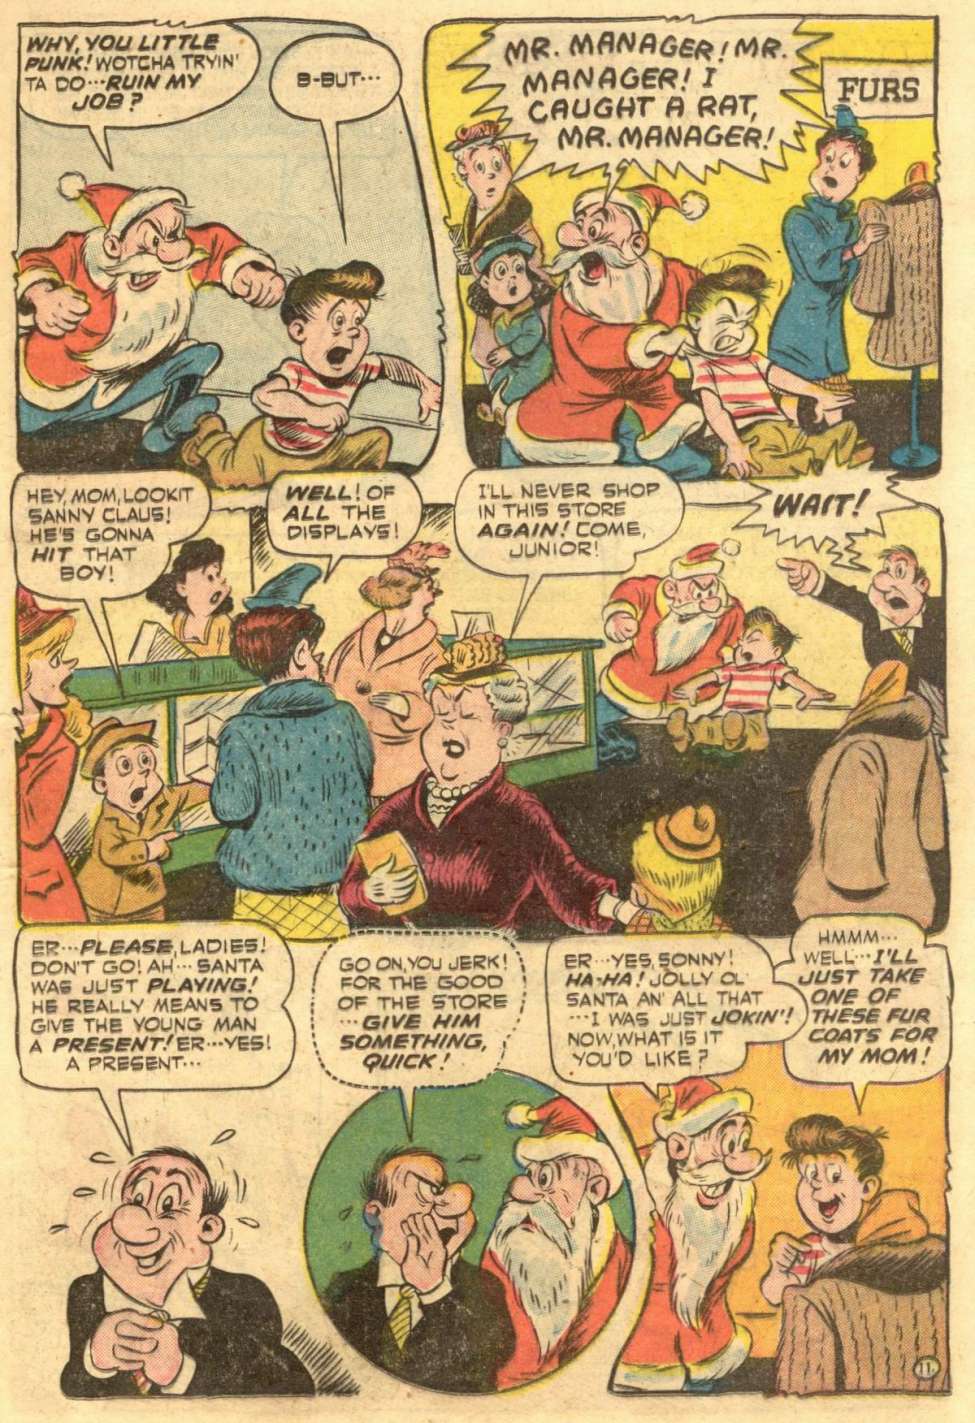 WHY, YOU LITTLE
PUNK! WOTCHA TRYIN'
TA DO...RUIN MY
JOB?
B-BUT...
MR. MANAGER! MR.
MANAGER! I
CAUGHT A RAT,
MR. MANAGER!
FURS
HEY, MOM, LOOKIT
SANNY CLAUS!
HE'S GONNA
HIT THAT
BOY!
WELL! OF
ALL THE
DISPLAYS!
I'LL NEVER SHOP
IN THIS STORE
AGAIN! COME,
JUNIOR!
WAIT!
ER...PLEASE, LADIES!
DON'T GO! AH...SANTA
WAS JUST PLAYING!
HE REALLY MEANS TO
GIVE THE YOUNG MAN
A PRESENT! ER...YES!
A PRESENT...
GO ON, YOU JERK!
FOR THE GOOD
OF THE STORE
...GIVE HIM
SOMETHING,
QUICK!
ER...YES, SONNY!
HA-HA! JOLLY OL'
SANTA AN' ALL THAT
...I WAS JUST JOKIN'!
NOW, WHAT IS IT
YOU'D LIKE?
HMMM...
WELL...I'LL
JUST TAKE
ONE OF
THESE FUR
COATS FOR
MY MOM!
11.